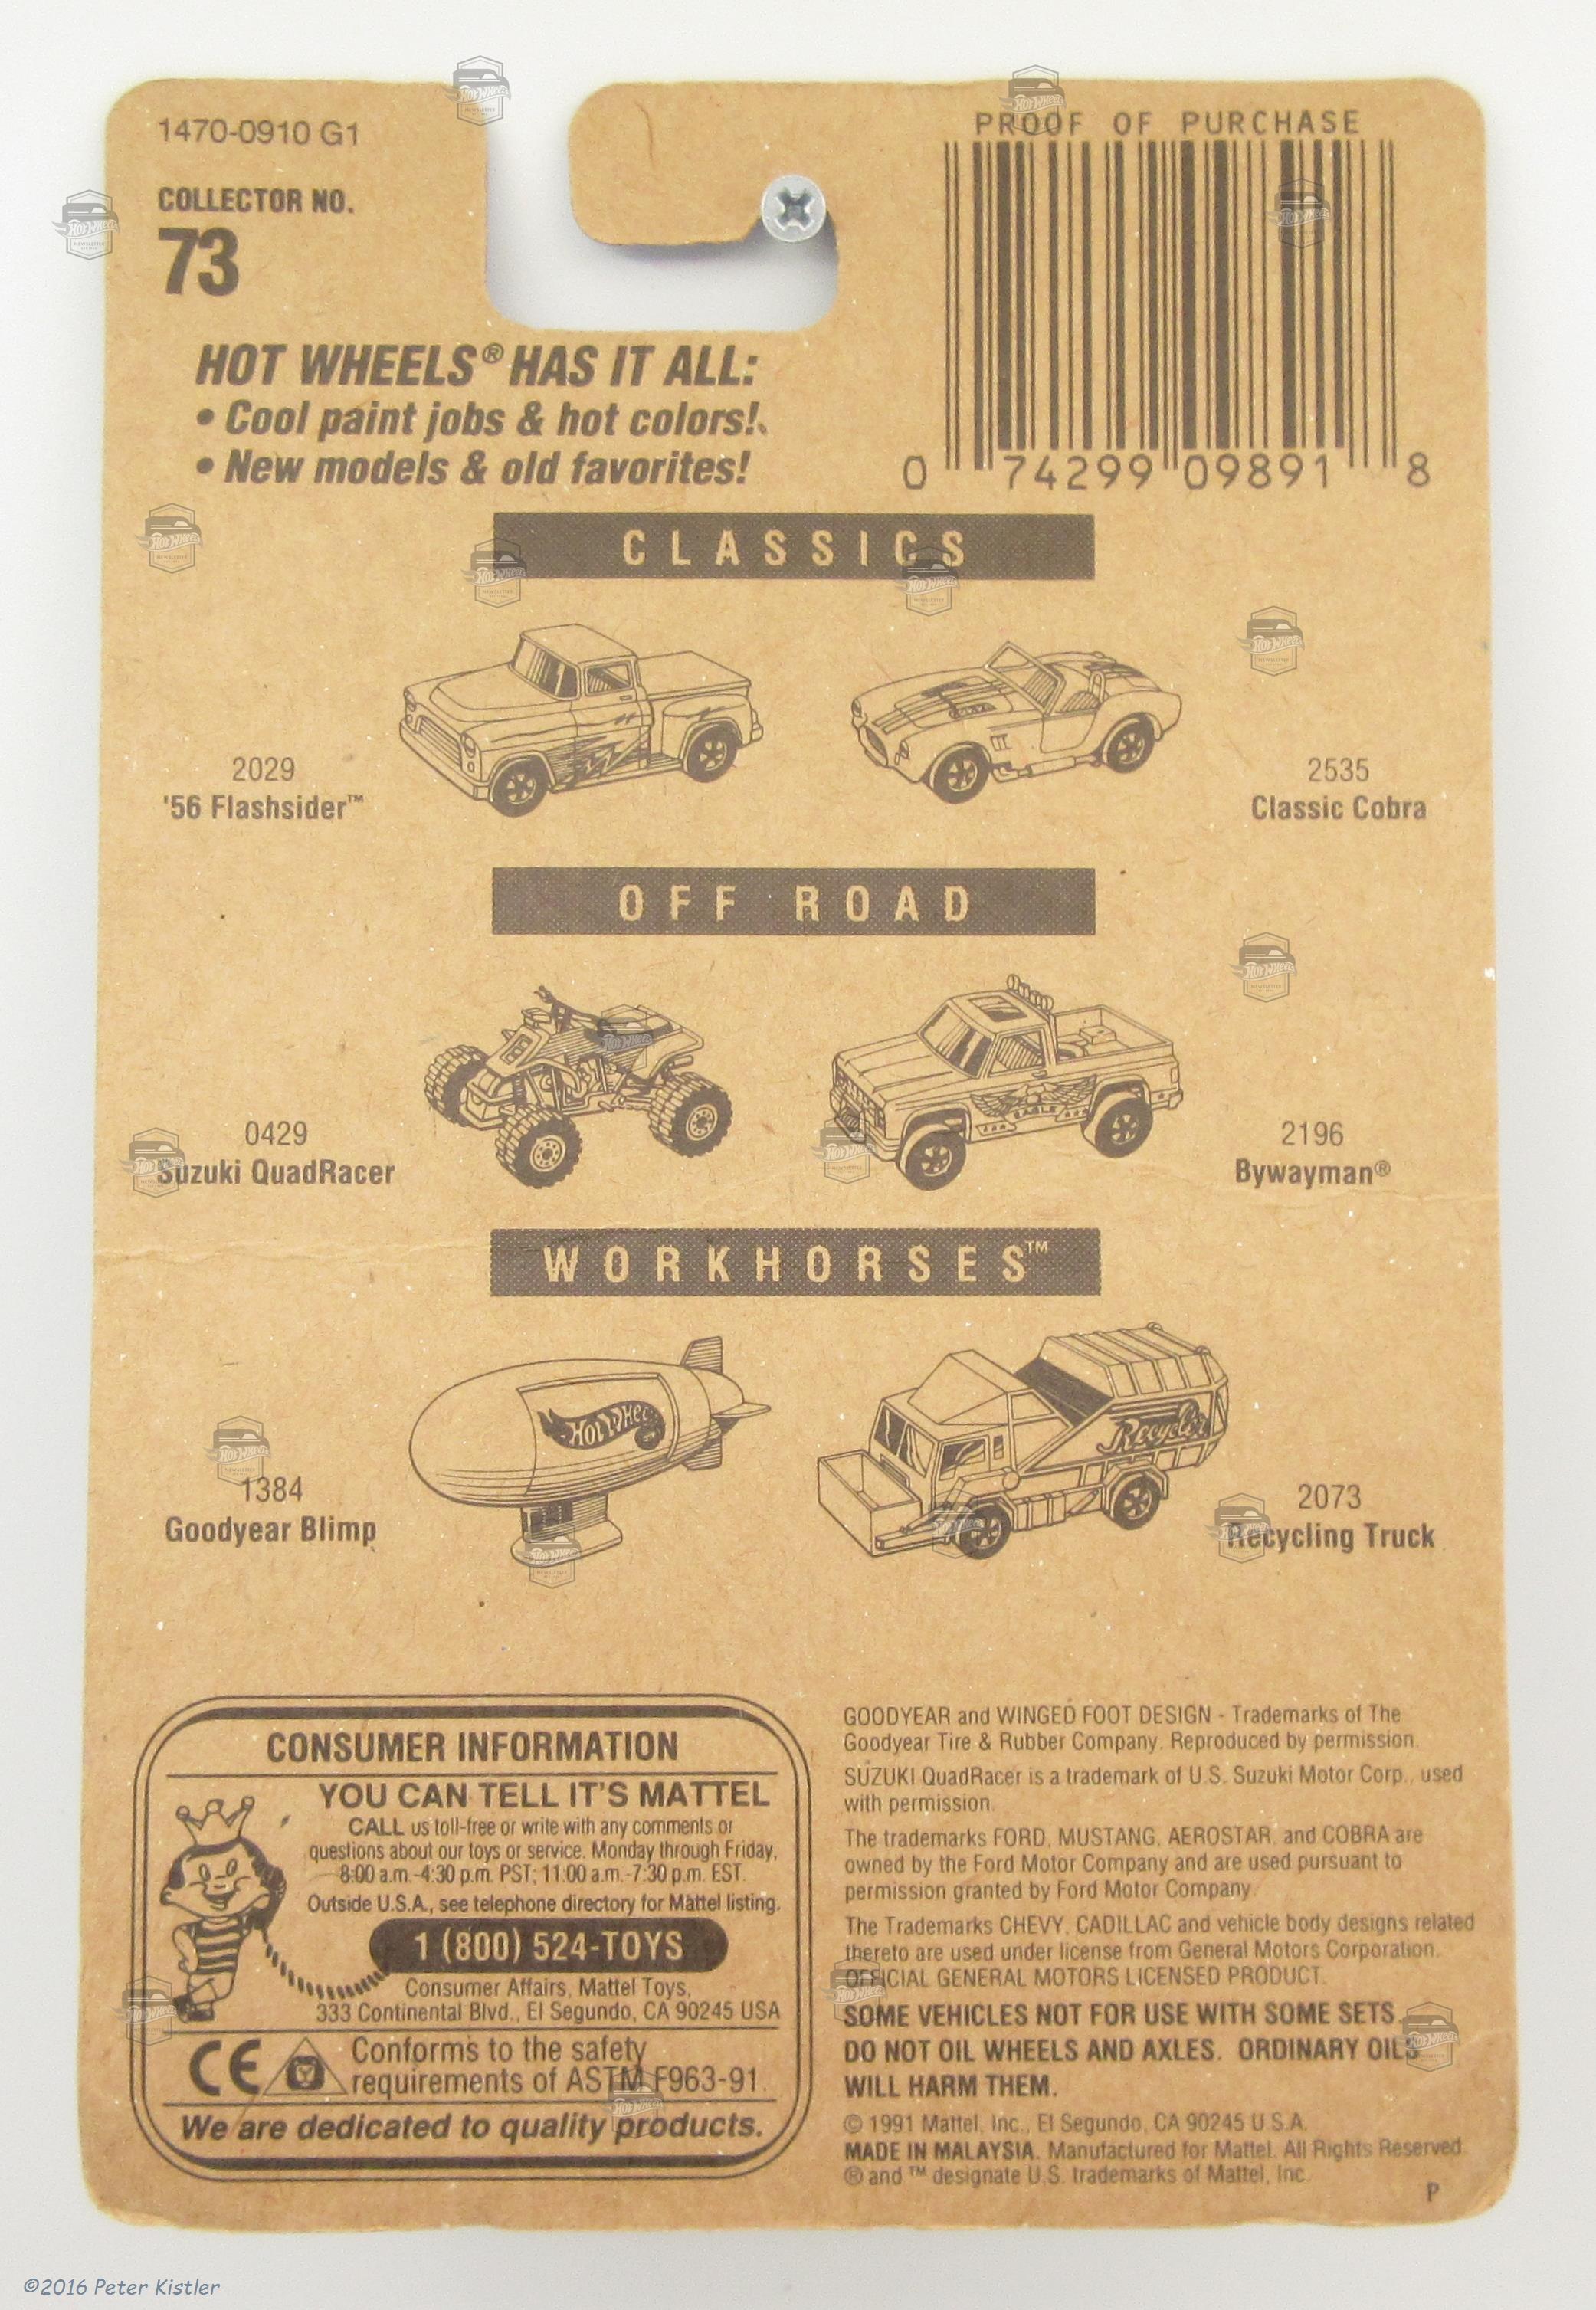 1470-0910 G1
COLLECTOR NO.
73
PROOF OF PURCHASE
0 74299 09891 8
HOT WHEELS® HAS IT ALL:
• Cool paint jobs & hot colors!
• New models & old favorites!
CLASSICS
2029
'56 Flashsider™
COBRA
2535
Classic Cobra
OFF ROAD
0429
Suzuki QuadRacer
EAGLE
2196
Bywayman®
WORKHORSES™
1384
Goodyear Blimp
Hot Wheels
Recycler
2073
Recycling Truck
CONSUMER INFORMATION
YOU CAN TELL IT'S MATTEL
CALL us toll-free or write with any comments or
questions about our toys or service. Monday through Friday,
8:00 a.m.-4:30 p.m. PST; 11:00 a.m.-7:30 p.m. EST.
Outside U.S.A., see telephone directory for Mattel listing.
1 (800) 524-TOYS
Consumer Affairs, Mattel Toys,
333 Continental Blvd., El Segundo, CA 90245 USA
CE Conforms to the safety
requirements of ASTM F963-91.
We are dedicated to quality products.
GOODYEAR and WINGED FOOT DESIGN - Trademarks of The
Goodyear Tire & Rubber Company. Reproduced by permission.
SUZUKI QuadRacer is a trademark of U.S. Suzuki Motor Corp., used
with permission.
The trademarks FORD, MUSTANG, AEROSTAR, and COBRA are
owned by the Ford Motor Company and are used pursuant to
permission granted by Ford Motor Company.
The Trademarks CHEVY, CADILLAC and vehicle body designs related
thereto are used under license from General Motors Corporation.
OFFICIAL GENERAL MOTORS LICENSED PRODUCT.
SOME VEHICLES NOT FOR USE WITH SOME SETS.
DO NOT OIL WHEELS AND AXLES. ORDINARY OILS
WILL HARM THEM.
© 1991 Mattel, Inc., El Segundo, CA 90245 U.S.A.
MADE IN MALAYSIA. Manufactured for Mattel. All Rights Reserved.
® and ™ designate U.S. trademarks of Mattel, Inc.
P
©2016 Peter Kistler